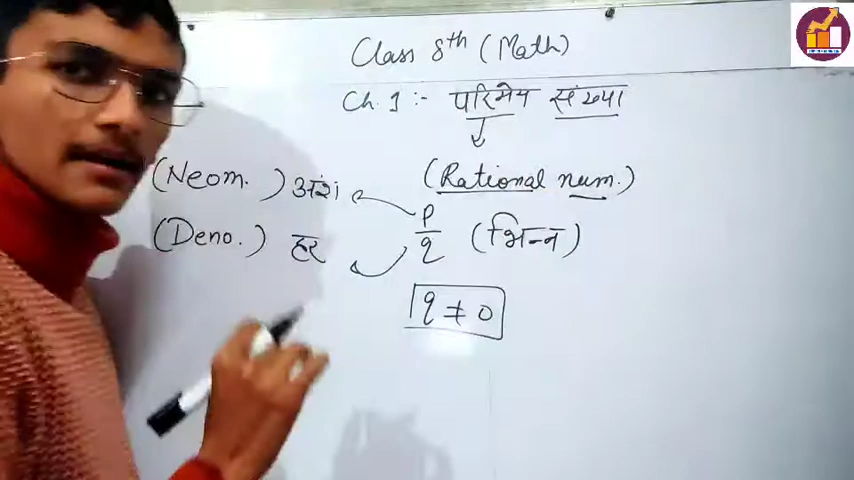 Class 8th (Math)
Ch. 1 :- परिमेय संख्या
(Rational num.)
(Neom. ) अंश
p/q (भिन्न)
(Deno.) हर
q ≠ 0